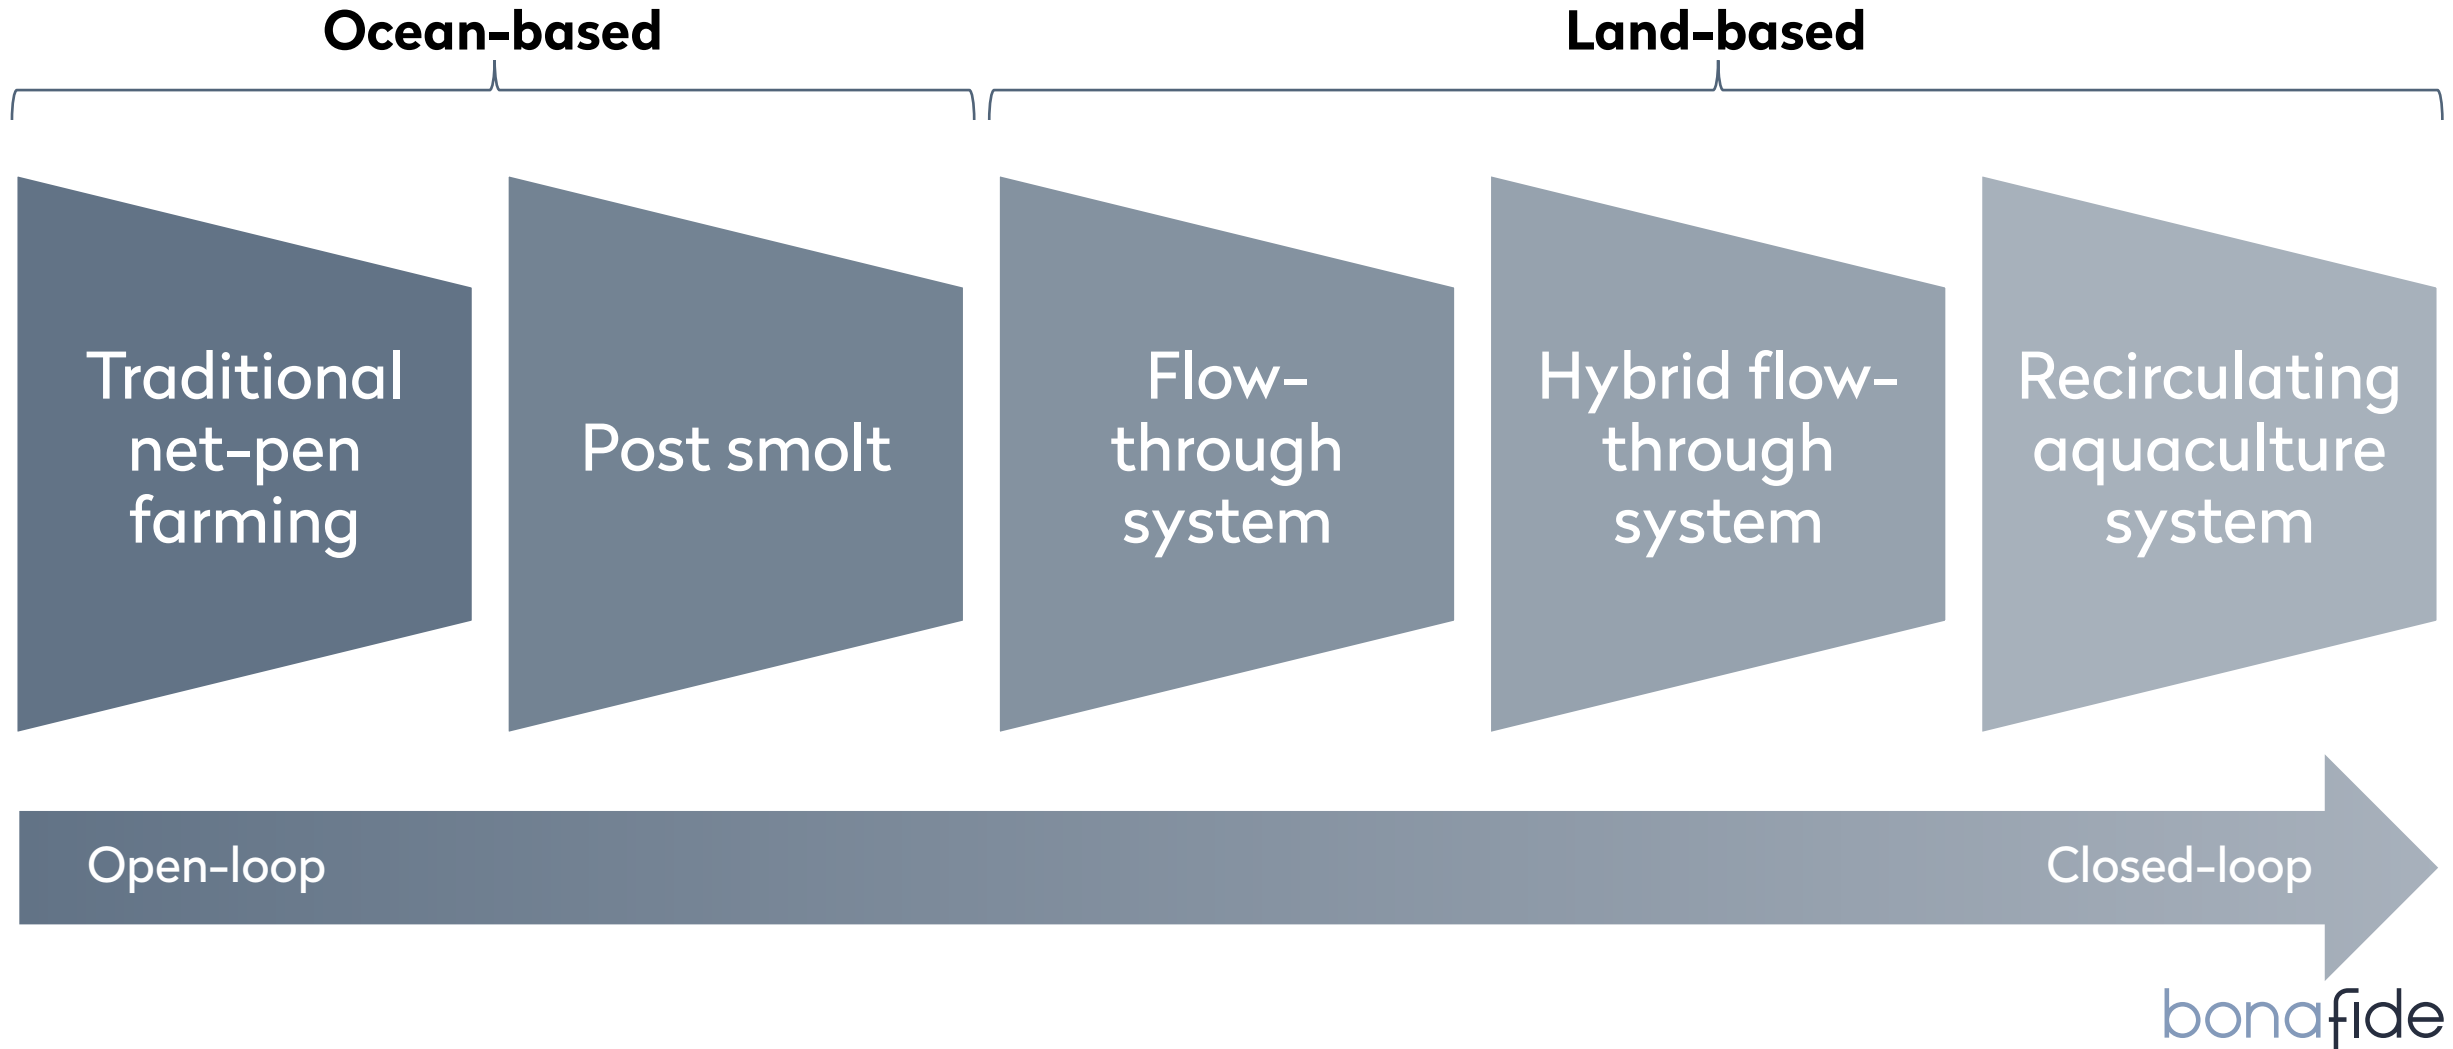 Ocean-based
Land-based
Traditional
net-pen
farming
Post smolt
Flow-
through
system
Hybrid flow-
through
system
Recirculating
aquaculture
system
Open-loop
Closed-loop
bonafide